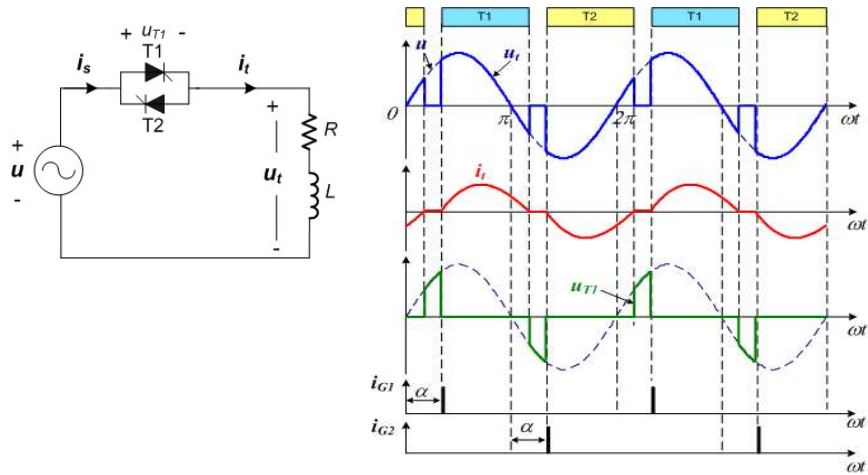 + u_T1 -
T1
i_s
i_t
T2
+
R
+
u
-
u_t
L
-
T1
T2
T1
T2
u
u_t
0
π
2π
ωt
i_t
ωt
u_T1
ωt
i_G1
α
ωt
i_G2
α
ωt